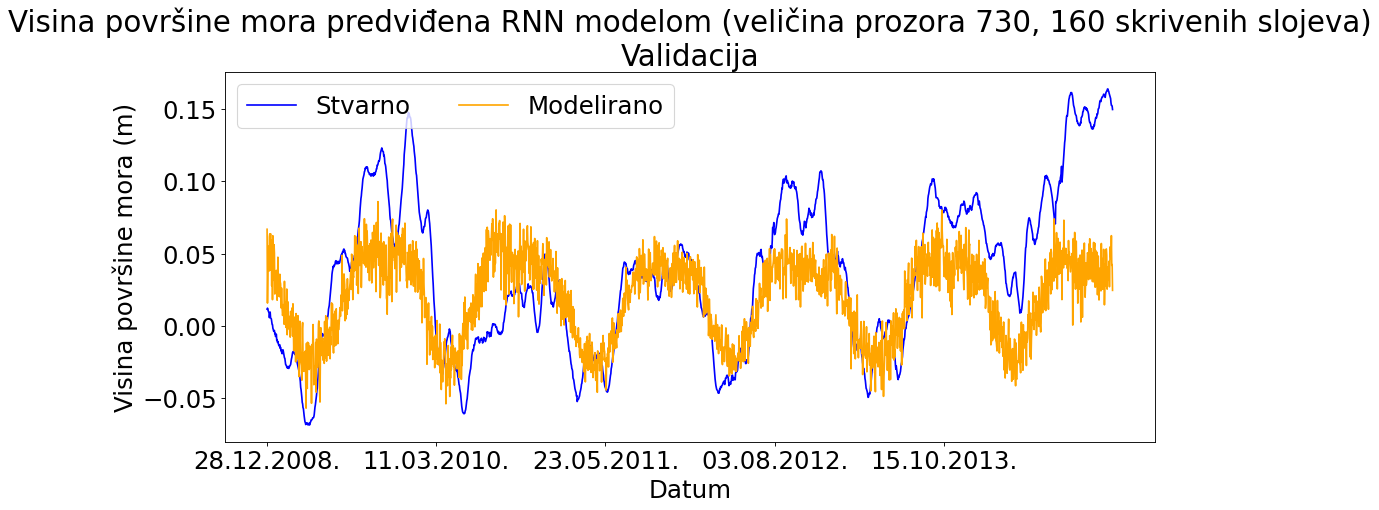 Visina površine mora predviđena RNN modelom (veličina prozora 730, 160 skrivenih slojeva)
Validacija
Stvarno Modelirano
Visina površine mora (m)
0.15
0.10
0.05
0.00
−0.05
28.12.2008. 11.03.2010. 23.05.2011. 03.08.2012. 15.10.2013.
Datum